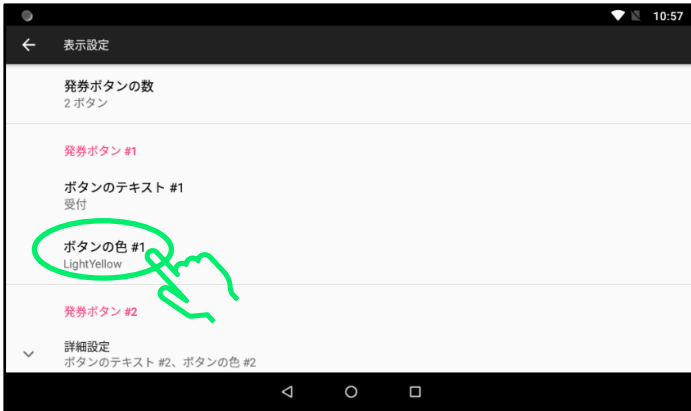 10:57
表示設定
発券ボタンの数
2 ボタン
発券ボタン #1
ボタンのテキスト #1
受付
ボタンの色 #1
LightYellow
発券ボタン #2
詳細設定
ボタンのテキスト #2、ボタンの色 #2